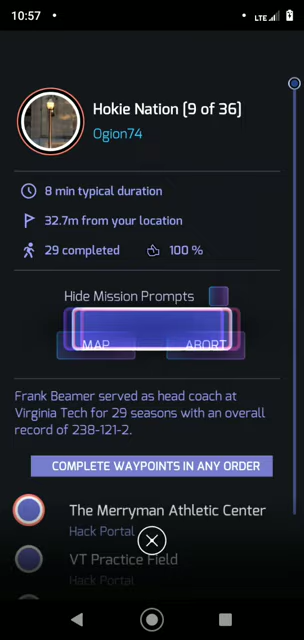 10:57
LTE
Hokie Nation [9 of 36]
Ogion74
8 min typical duration
32.7m from your location
29 completed 100 %
Hide Mission Prompts
MAP ABORT
Frank Beamer served as head coach at
Virginia Tech for 29 seasons with an overall
record of 238-121-2.
COMPLETE WAYPOINTS IN ANY ORDER
The Merryman Athletic Center
Hack Portal
VT Practice Field
Hack Portal